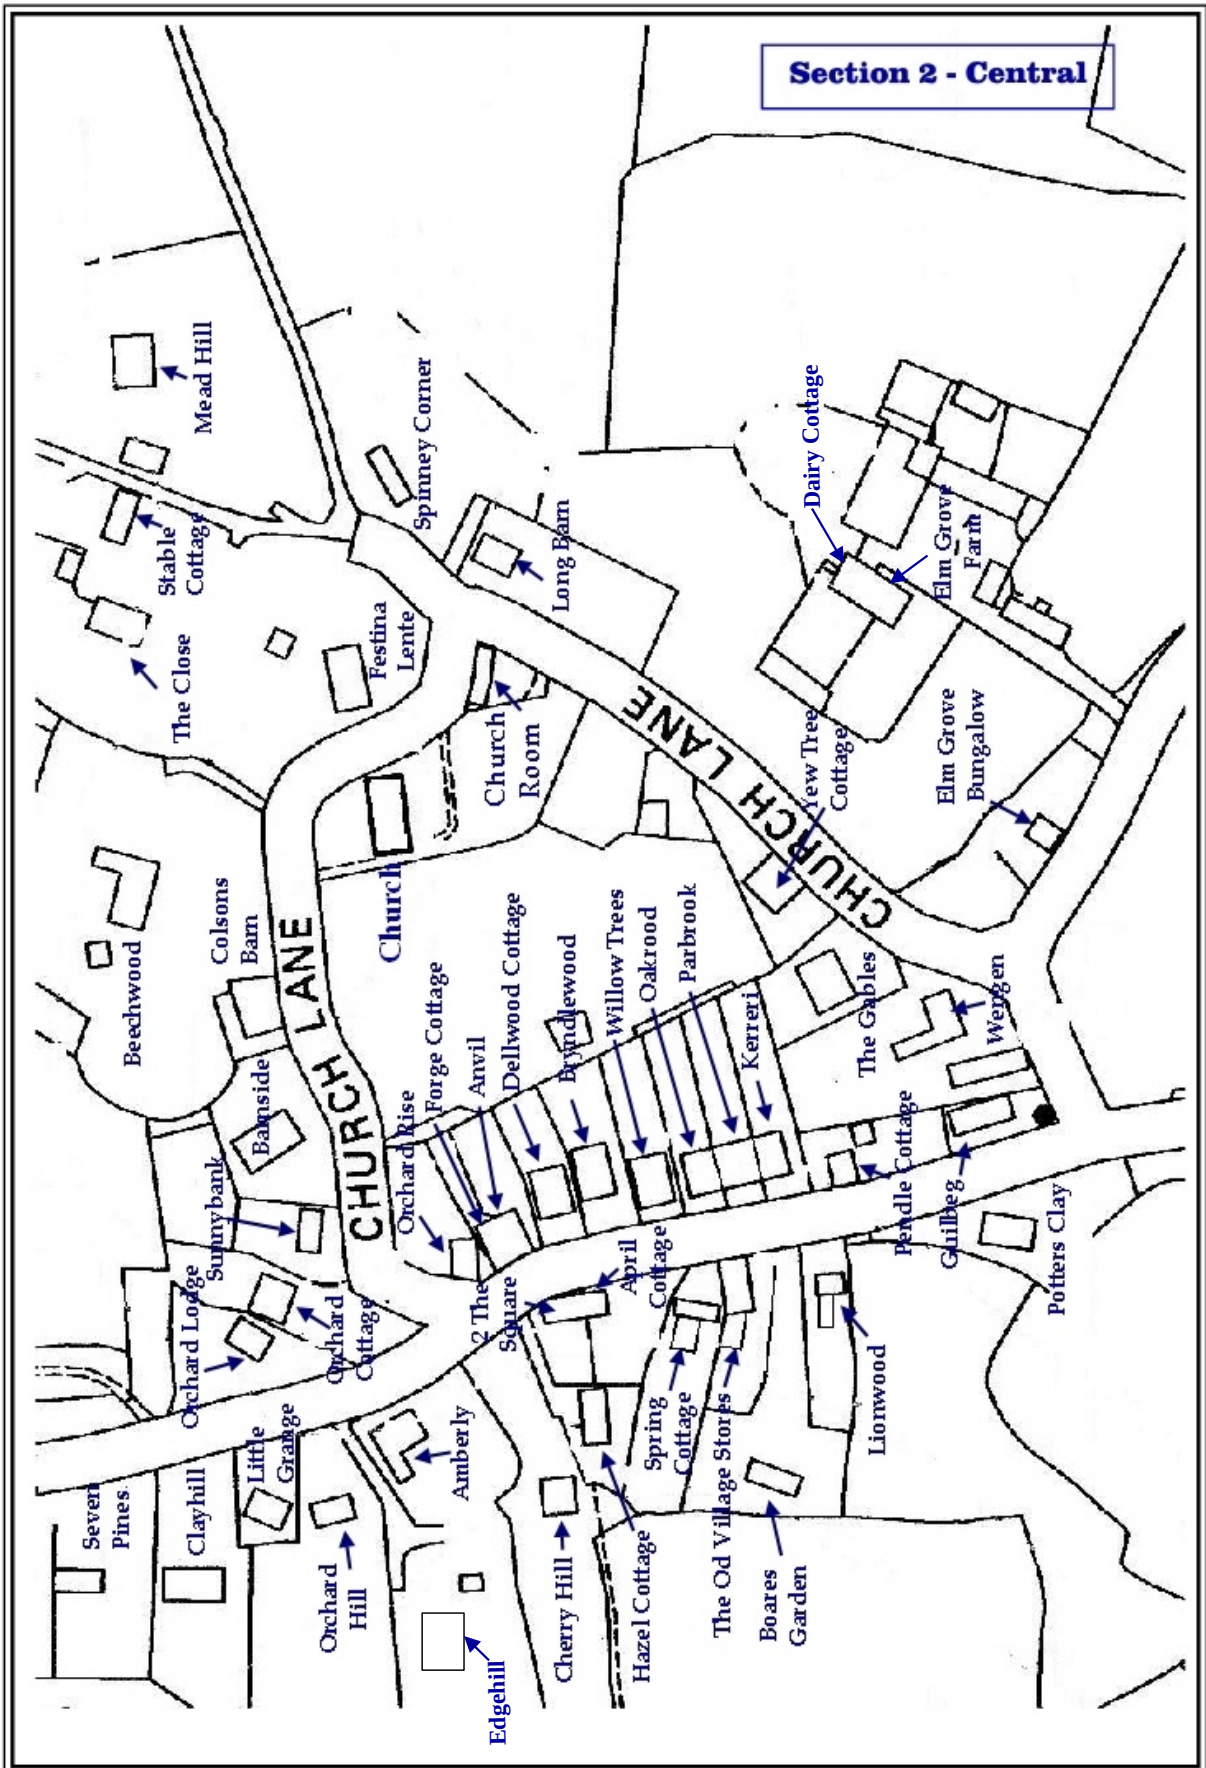 Section 2 - Central
Mead Hill
Spinney Corner
Stable
Cottage
The Close
Festina
Lente
Long Barn
Dairy Cottage
Elm Grove
Farm
Church
Room
CHURCH LANE
Yew Tree
Cottage
Elm Grove
Bungalow
Beechwood
Colsons
Barn
Church
CHURCH LANE
Barnside
Sunnybank
CHURCH LANE
Orchard Rise
Forge Cottage
Anvil
Dellwood Cottage
Bryndlewood
Willow Trees
Oakrood
Parbrook
Kerreri
The Gables
Wengen
Pendle Cottage
Guilbeg
Potters Clay
Orchard Lodge
Orchard
Cottage
2 The
Square
April
Cottage
Spring
Cottage
The Od Village Stores
Lionwood
Boares
Garden
Seven
Pines
Clayhill
Little
Grange
Orchard
Hill
Amberly
Edgehill
Cherry Hill
Hazel Cottage